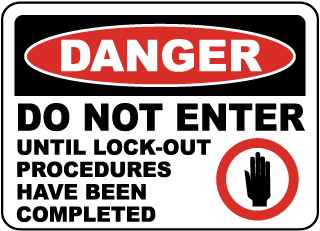 DANGER
DO NOT ENTER
UNTIL LOCK-OUT
PROCEDURES
HAVE BEEN
COMPLETED